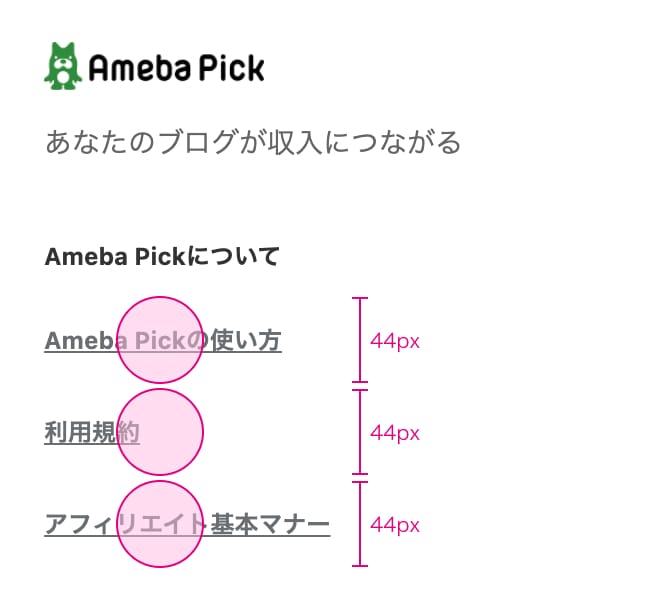 Ameba Pick
あなたのブログが収入につながる
Ameba Pickについて
Ameba Pickの使い方
44px
利用規約
44px
アフィリエイト基本マナー
44px